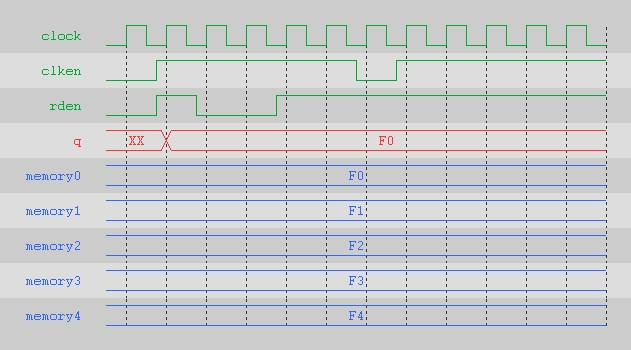 clock
clken
rden
q XX F0
memory0 F0
memory1 F1
memory2 F2
memory3 F3
memory4 F4